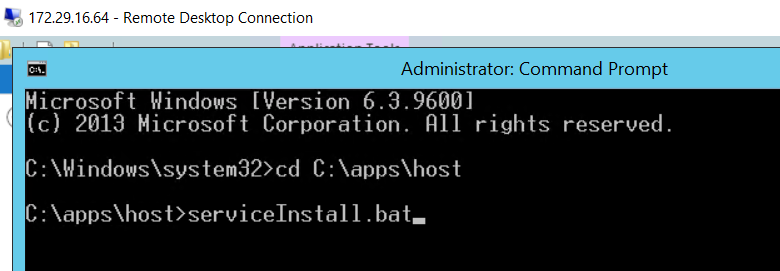 172.29.16.64 - Remote Desktop Connection
Application Tools
Administrator: Command Prompt
Microsoft Windows [Version 6.3.9600]
(c) 2013 Microsoft Corporation. All rights reserved.
C:\Windows\system32>cd C:\apps\host
C:\apps\host>serviceInstall.bat_